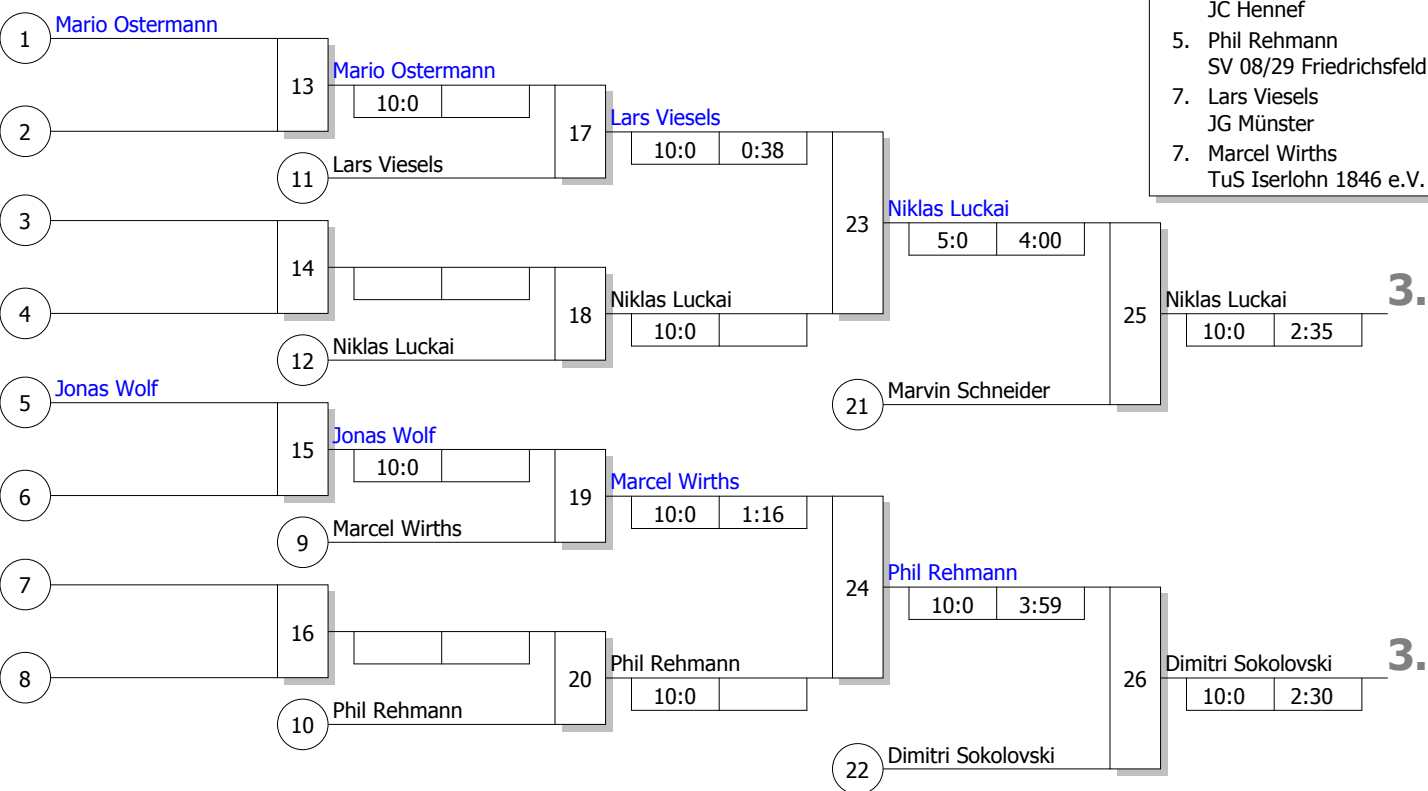 JC Hennef
5. Phil Rehmann
SV 08/29 Friedrichsfeld
7. Lars Viesels
JG Münster
7. Marcel Wirths
TuS Iserlohn 1846 e.V.
1 Mario Ostermann
2
13 Mario Ostermann
10:0
11 Lars Viesels
17 Lars Viesels
10:0 0:38
3
4
14
12 Niklas Luckai
18 Niklas Luckai
10:0
23 Niklas Luckai
5:0 4:00
21 Marvin Schneider
25 Niklas Luckai 3.
10:0 2:35
5 Jonas Wolf
6
15 Jonas Wolf
10:0
9 Marcel Wirths
19 Marcel Wirths
10:0 1:16
7
8
16
10 Phil Rehmann
20 Phil Rehmann
10:0
24 Phil Rehmann
10:0 3:59
22 Dimitri Sokolovski
26 Dimitri Sokolovski 3.
10:0 2:30